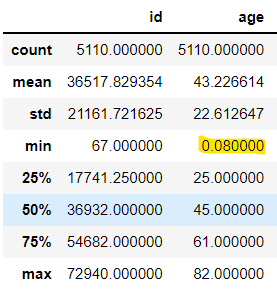 id age
count 5110.000000 5110.000000
mean 36517.829354 43.226614
std 21161.721625 22.612647
min 67.000000 0.080000
25% 17741.250000 25.000000
50% 36932.000000 45.000000
75% 54682.000000 61.000000
max 72940.000000 82.000000